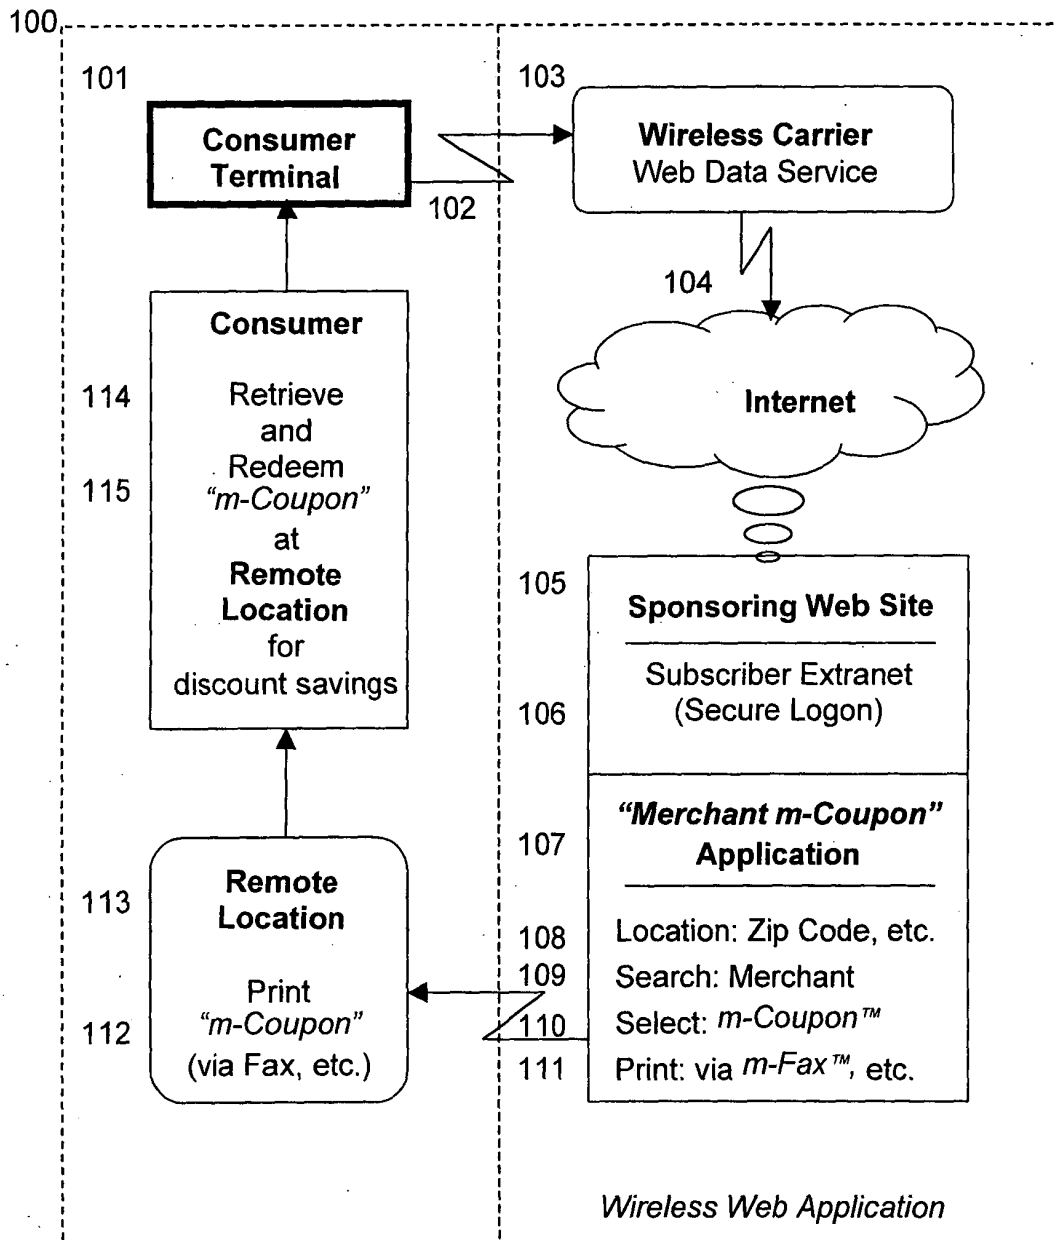 100
101
Consumer
Terminal
102
103
Wireless Carrier
Web Data Service
104
Internet
Consumer
114
Retrieve
and
Redeem
115
“m-Coupon”
at
Remote
Location
for
discount savings
105
Sponsoring Web Site
Subscriber Extranet
106
(Secure Logon)
“Merchant m-Coupon”
107
Application
108
Location: Zip Code, etc.
109
Search: Merchant
110
Select: m-Coupon™
111
Print: via m-Fax™, etc.
113
Remote
Location
Print
112
“m-Coupon”
(via Fax, etc.)
Wireless Web Application